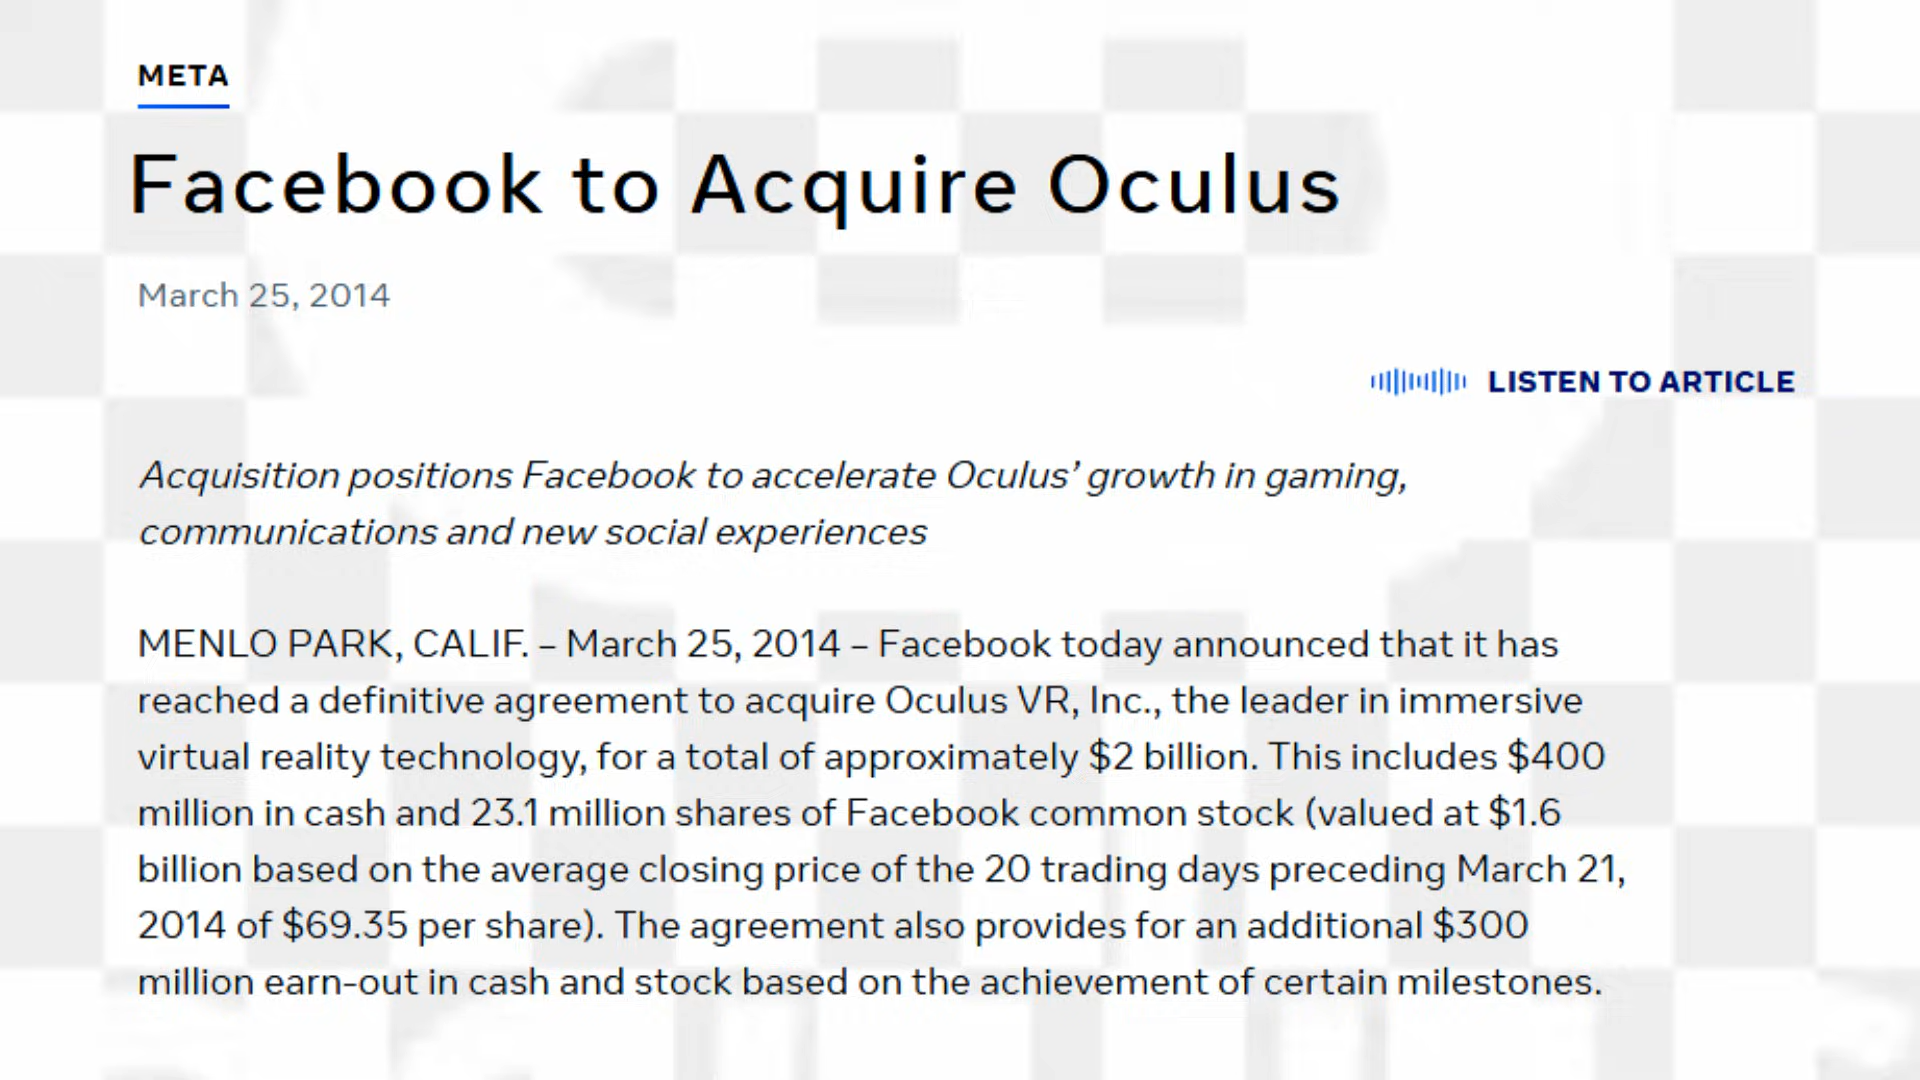 META
Facebook to Acquire Oculus
March 25, 2014
LISTEN TO ARTICLE
Acquisition positions Facebook to accelerate Oculus’ growth in gaming,
communications and new social experiences
MENLO PARK, CALIF. – March 25, 2014 – Facebook today announced that it has
reached a definitive agreement to acquire Oculus VR, Inc., the leader in immersive
virtual reality technology, for a total of approximately $2 billion. This includes $400
million in cash and 23.1 million shares of Facebook common stock (valued at $1.6
billion based on the average closing price of the 20 trading days preceding March 21,
2014 of $69.35 per share). The agreement also provides for an additional $300
million earn-out in cash and stock based on the achievement of certain milestones.